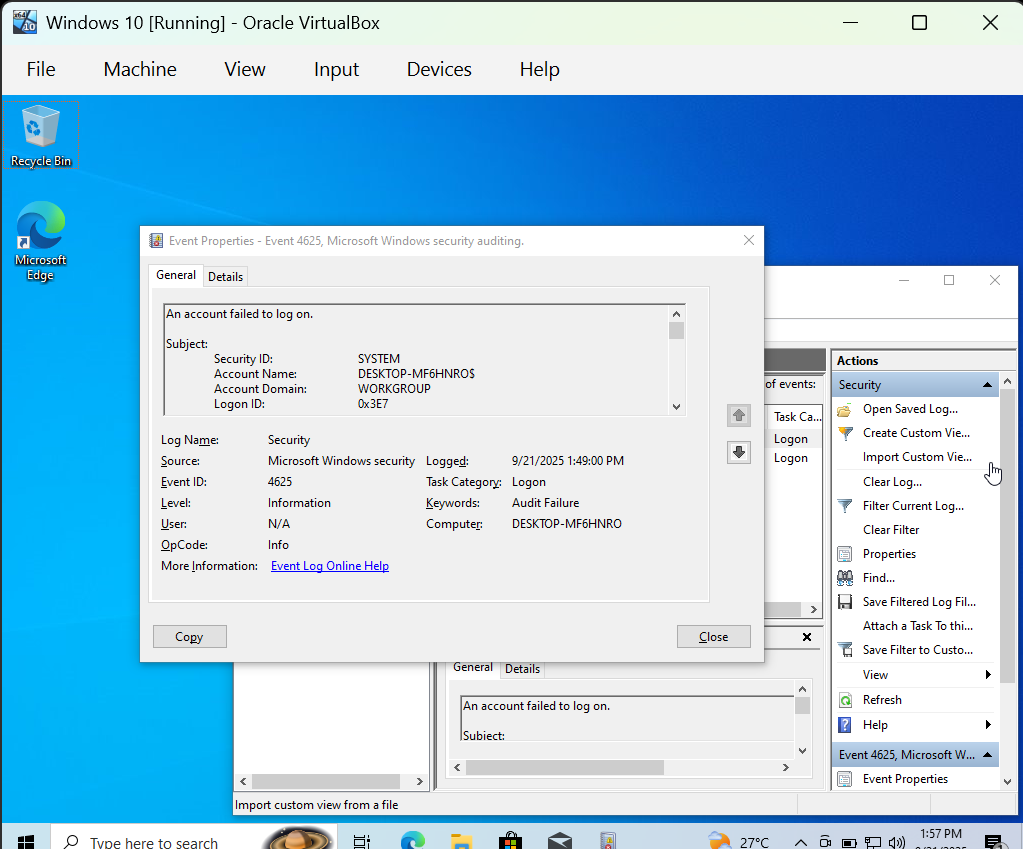 Windows 10 [Running] - Oracle VirtualBox
File Machine View Input Devices Help
Recycle Bin
Microsoft
Edge
Event Properties - Event 4625, Microsoft Windows security auditing.
General Details
An account failed to log on.
Subject:
Security ID: SYSTEM
Account Name: DESKTOP-MF6HNRO$
Account Domain: WORKGROUP
Logon ID: 0x3E7
Log Name: Security
Source: Microsoft Windows security Logged: 9/21/2025 1:49:00 PM
Event ID: 4625 Task Category: Logon
Level: Information Keywords: Audit Failure
User: N/A Computer: DESKTOP-MF6HNRO
OpCode: Info
More Information: Event Log Online Help
Copy Close
of events:
Task Ca...
Logon
Logon
General Details
An account failed to log on.
Subject:
Actions
Security
Open Saved Log...
Create Custom Vie...
Import Custom Vie...
Clear Log...
Filter Current Log...
Clear Filter
Properties
Find...
Save Filtered Log Fil...
Attach a Task To thi...
Save Filter to Custo...
View
Refresh
Help
Event 4625, Microsoft W...
Event Properties
Import custom view from a file
Type here to search
27°C
1:57 PM